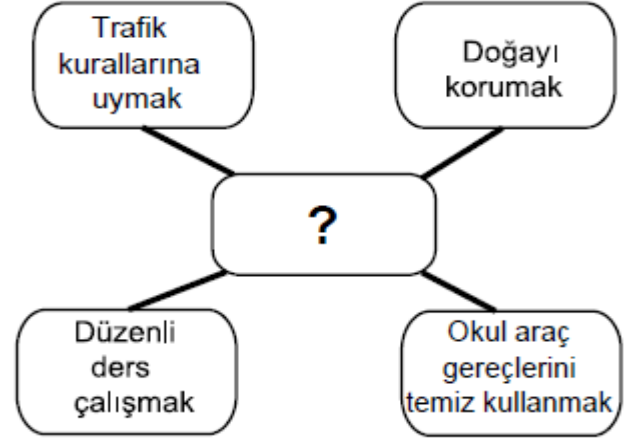 Trafik
kurallarına
uymak
Doğayı
korumak
?
Düzenli
ders
çalışmak
Okul araç
gereçlerini
temiz kullanmak